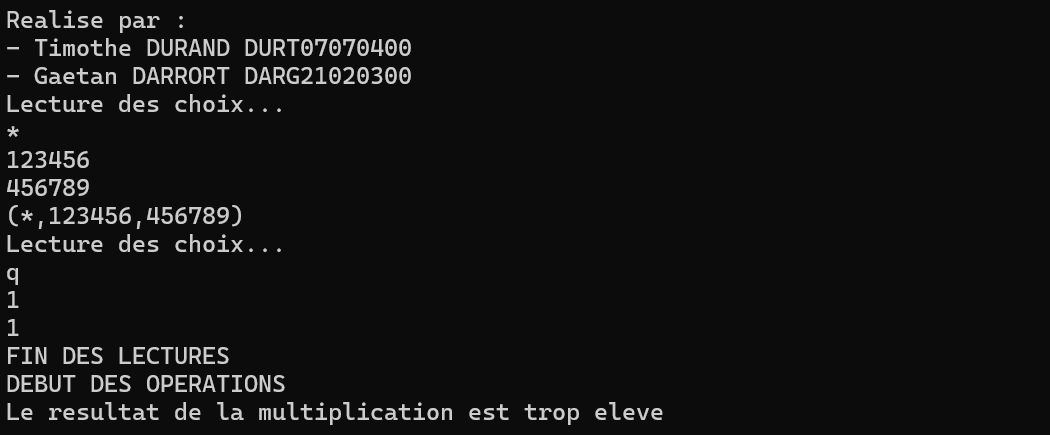 Realise par :
- Timothe DURAND DURT07070400
- Gaetan DARRORT DARG21020300
Lecture des choix...
*
123456
456789
(*,123456,456789)
Lecture des choix...
q
1
1
FIN DES LECTURES
DEBUT DES OPERATIONS
Le resultat de la multiplication est trop eleve